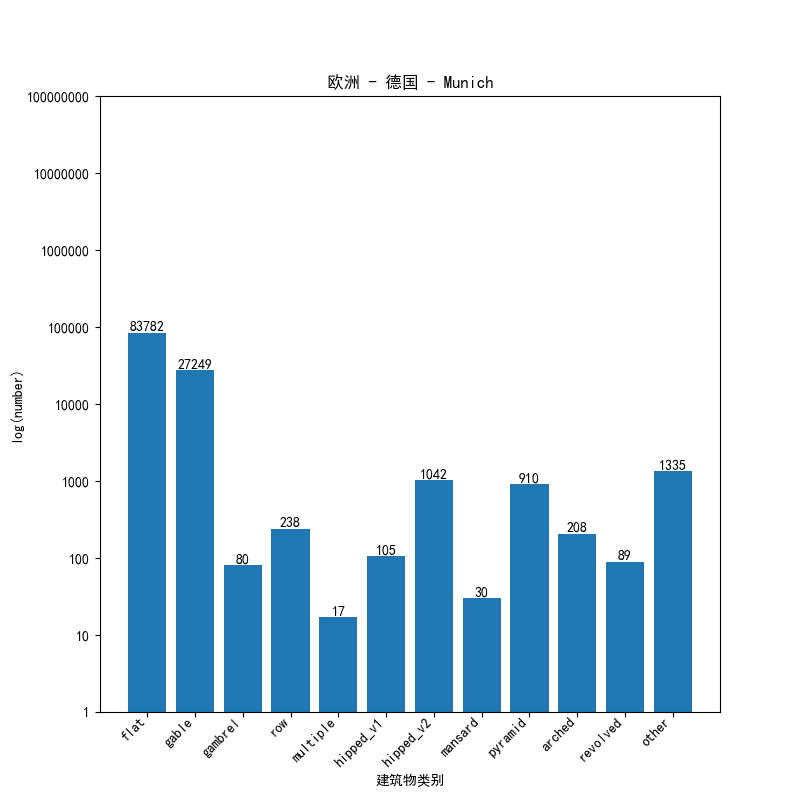 欧洲 - 德国 - Munich
100000000
10000000
1000000
100000
10000
1000
100
10
1
log(number)
83782
27249
80
238
17
105
1042
30
910
208
89
1335
flat
gable
gambrel
row
multiple
hipped_v1
hipped_v2
mansard
pyramid
arched
revolved
other
建筑物类别